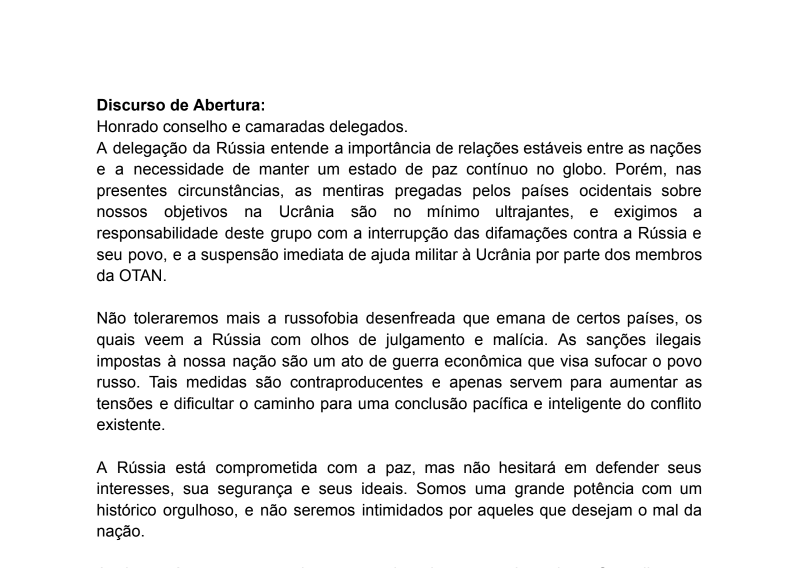 Discurso de Abertura:
Honrado conselho e camaradas delegados.
A delegação da Rússia entende a importância de relações estáveis entre as nações
e a necessidade de manter um estado de paz contínuo no globo. Porém, nas
presentes circunstâncias, as mentiras pregadas pelos países ocidentais sobre
nossos objetivos na Ucrânia são no mínimo ultrajantes, e exigimos a
responsabilidade deste grupo com a interrupção das difamações contra a Rússia e
seu povo, e a suspensão imediata de ajuda militar à Ucrânia por parte dos membros
da OTAN.
Não toleraremos mais a russofobia desenfreada que emana de certos países, os
quais veem a Rússia com olhos de julgamento e malícia. As sanções ilegais
impostas à nossa nação são um ato de guerra econômica que visa sufocar o povo
russo. Tais medidas são contraproducentes e apenas servem para aumentar as
tensões e dificultar o caminho para uma conclusão pacífica e inteligente do conflito
existente.
A Rússia está comprometida com a paz, mas não hesitará em defender seus
interesses, sua segurança e seus ideais. Somos uma grande potência com um
histórico orgulhoso, e não seremos intimidados por aqueles que desejam o mal da
nação.